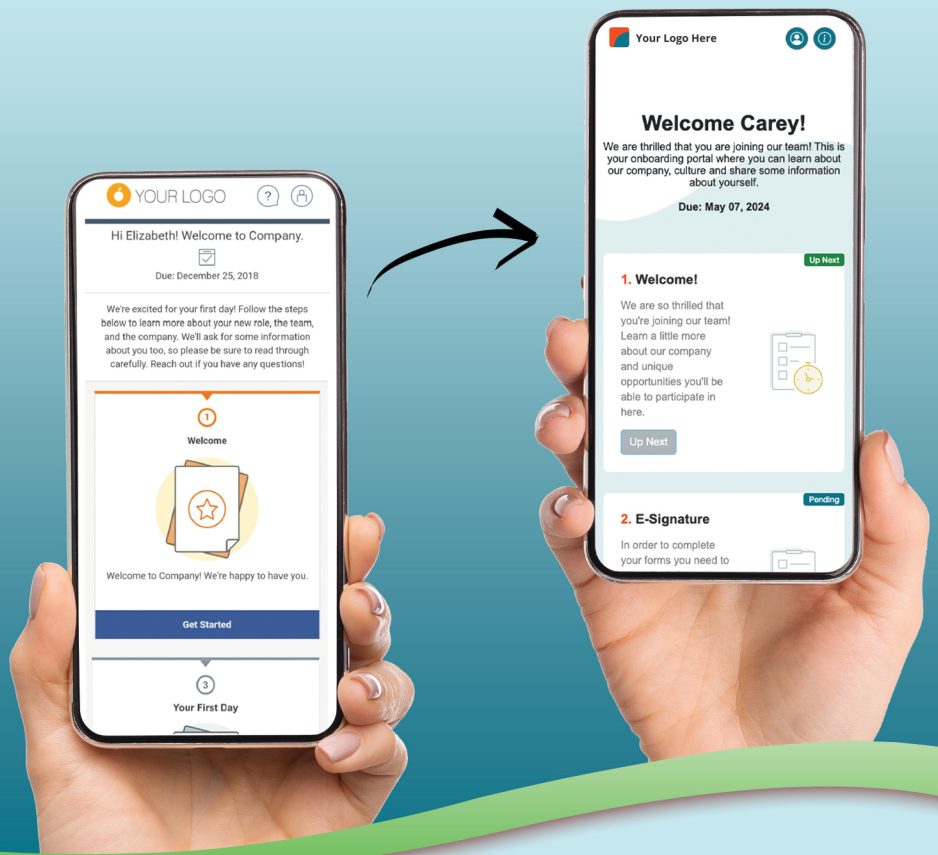 YOUR LOGO
?
Hi Elizabeth! Welcome to Company.
Due: December 25, 2018
We're excited for your first day! Follow the steps
below to learn more about your new role, the team,
and the company. We'll ask for some information
about you too, so please be sure to read through
carefully. Reach out if you have any questions!
1
Welcome
Welcome to Company! We're happy to have you.
Get Started
3
Your First Day
Your Logo Here
i
Welcome Carey!
We are thrilled that you are joining our team! This is
your onboarding portal where you can learn about
our company, culture and share some information
about yourself.
Due: May 07, 2024
Up Next
1. Welcome!
We are so thrilled that
you're joining our team!
Learn a little more
about our company
and unique
opportunities you'll be
able to participate in
here.
Up Next
Pending
2. E-Signature
In order to complete
your forms you need to